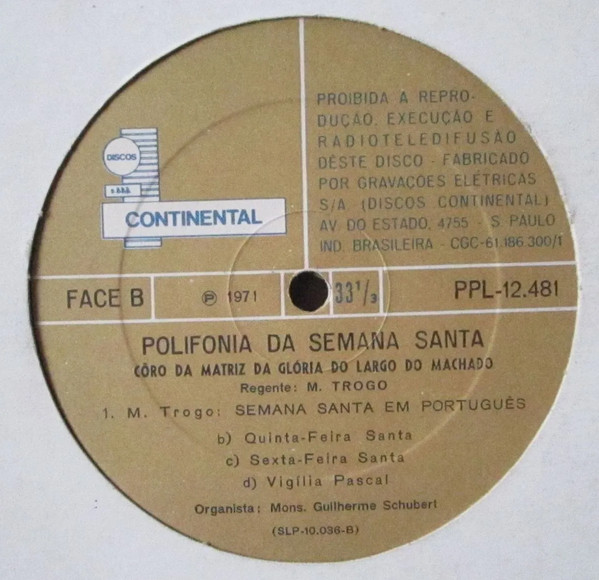 PROIBIDA A REPRO-
DUÇÃO, EXECUÇÃO E
RADIOTELEDIFUSÃO
DÊSTE DISCO - FABRICADO
POR GRAVAÇÕES ELÉTRICAS
S/A (DISCOS CONTINENTAL)
AV. DO ESTADO, 4755 - S. PAULO
IND. BRASILEIRA - CGC-61.186.300/1
DISCOS
CONTINENTAL
FACE B
℗ 1971
33 1/3
PPL-12.481
POLIFONIA DA SEMANA SANTA
CÔRO DA MATRIZ DA GLÓRIA DO LARGO DO MACHADO
Regente: M. TROGO
1. M. Trogo: SEMANA SANTA EM PORTUGUÊS
b) Quinta-Feira Santa
c) Sexta-Feira Santa
d) Vigília Pascal
Organista: Mons. Guilherme Schubert
(SLP-10.036-B)